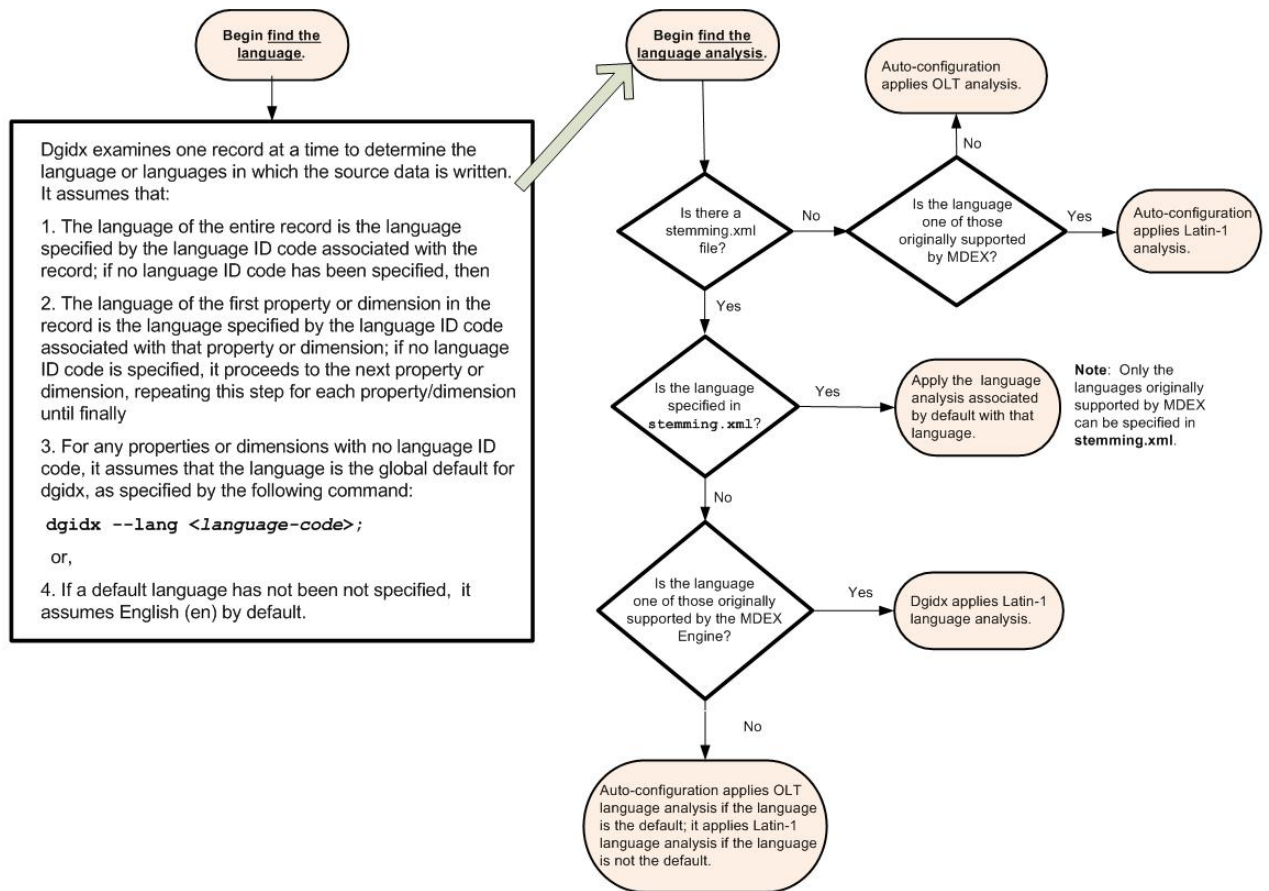 Begin find the
language.
Dgidx examines one record at a time to determine the
language or languages in which the source data is written.
It assumes that:
1. The language of the entire record is the language
specified by the language ID code associated with the
record; if no language ID code has been specified, then
2. The language of the first property or dimension in the
record is the language specified by the language ID code
associated with that property or dimension; if no language
ID code is specified, it proceeds to the next property or
dimension, repeating this step for each property/dimension
until finally
3. For any properties or dimensions with no language ID
code, it assumes that the language is the global default for
dgidx, as specified by the following command:
dgidx --lang <language-code>;
or,
4. If a default language has not been not specified, it
assumes English (en) by default.
Begin find the
language analysis.
Is there a
stemming.xml
file?
No
Is the language
one of those
originally supported
by MDEX?
No
Auto-configuration
applies OLT analysis.
Yes
Auto-configuration
applies Latin-1
analysis.
Yes
Is the language
specified in
stemming.xml?
Yes
Apply the language
analysis associated
by default with that
language.
Note: Only the
languages originally
supported by MDEX
can be specified in
stemming.xml.
No
Is the language
one of those originally
supported by the MDEX
Engine?
Yes
Dgidx applies Latin-1
language analysis.
No
Auto-configuration applies OLT
language analysis if the language
is the default; it applies Latin-1
language analysis if the language
is not the default.